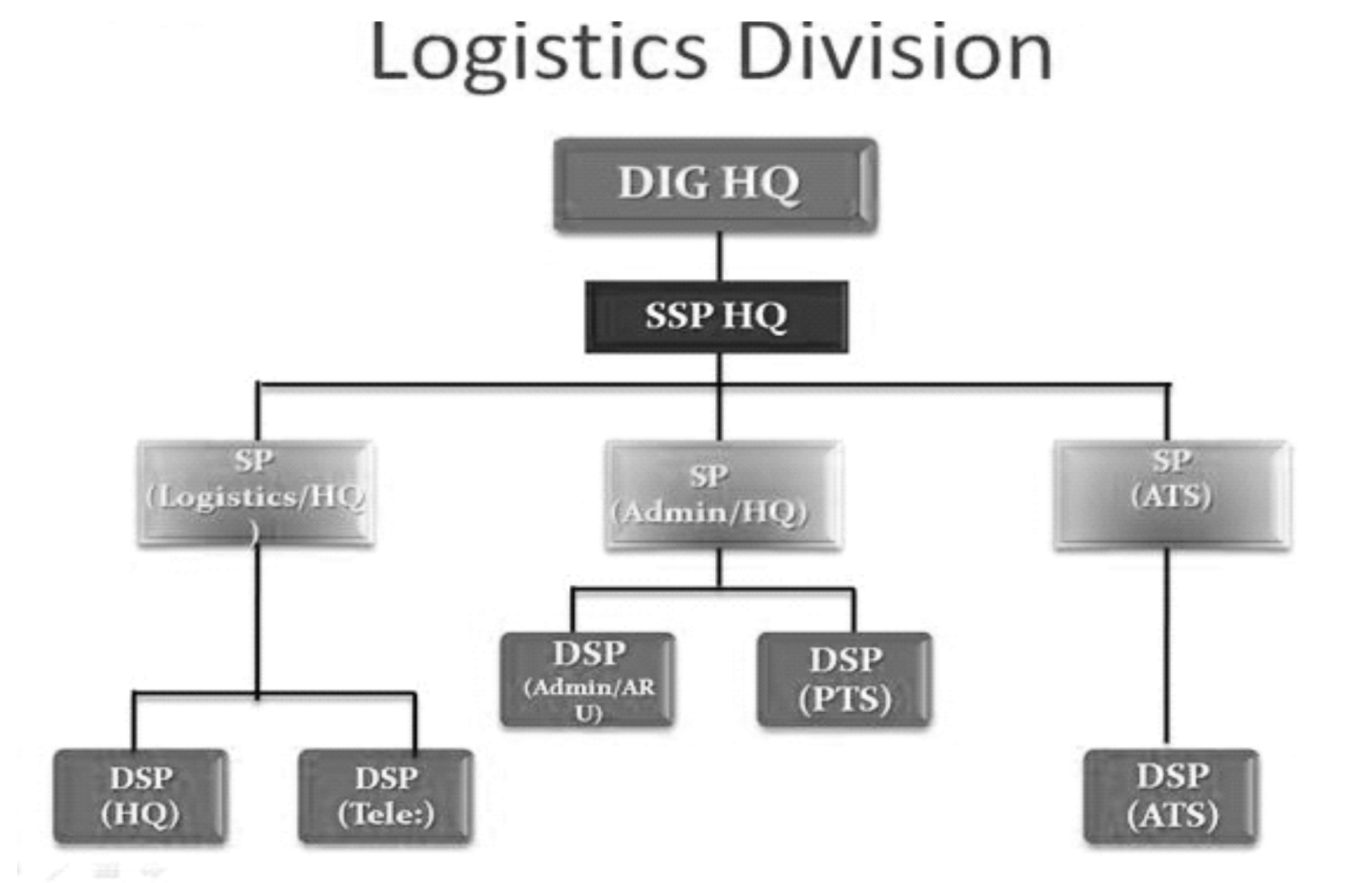 Logistics Division
DIG HQ
SSP HQ
SP
(Logistics/HQ
)
SP
(Admin/HQ)
SP
(ATS)
DSP
(Admin/AR
U)
DSP
(PTS)
DSP
(HQ)
DSP
(Tele:)
DSP
(ATS)